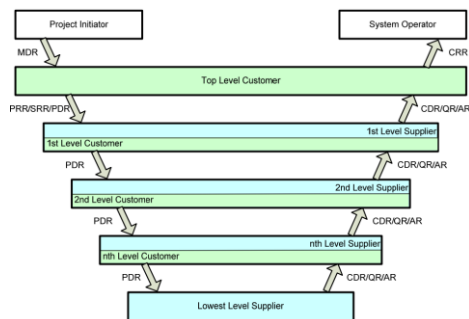 Project Initiator
System Operator
MDR
CRR
Top Level Customer
PRR/SRR/PDR
CDR/QR/AR
1st Level Supplier
1st Level Customer
PDR
CDR/QR/AR
2nd Level Supplier
2nd Level Customer
PDR
CDR/QR/AR
nth Level Supplier
nth Level Customer
PDR
CDR/QR/AR
Lowest Level Supplier